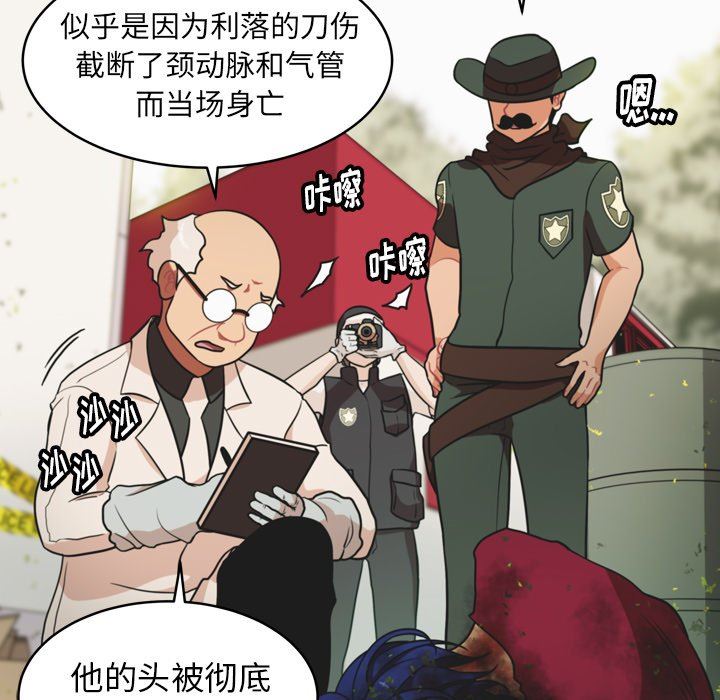 似乎是因为利落的刀伤
截断了颈动脉和气管
而当场身亡
嗯...
咔嚓
咔嚓
沙沙
沙沙
他的头被彻底